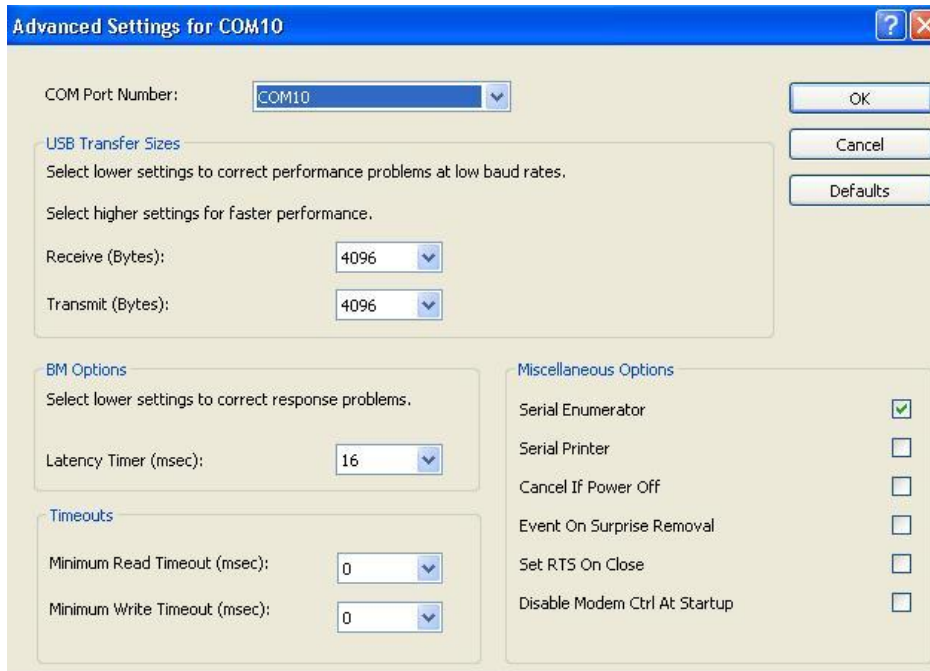 Advanced Settings for COM10
COM Port Number: COM10
OK
Cancel
Defaults
USB Transfer Sizes
Select lower settings to correct performance problems at low baud rates.
Select higher settings for faster performance.
Receive (Bytes): 4096
Transmit (Bytes): 4096
BM Options
Select lower settings to correct response problems.
Latency Timer (msec): 16
Timeouts
Minimum Read Timeout (msec): 0
Minimum Write Timeout (msec): 0
Miscellaneous Options
Serial Enumerator
Serial Printer
Cancel If Power Off
Event On Surprise Removal
Set RTS On Close
Disable Modem Ctrl At Startup